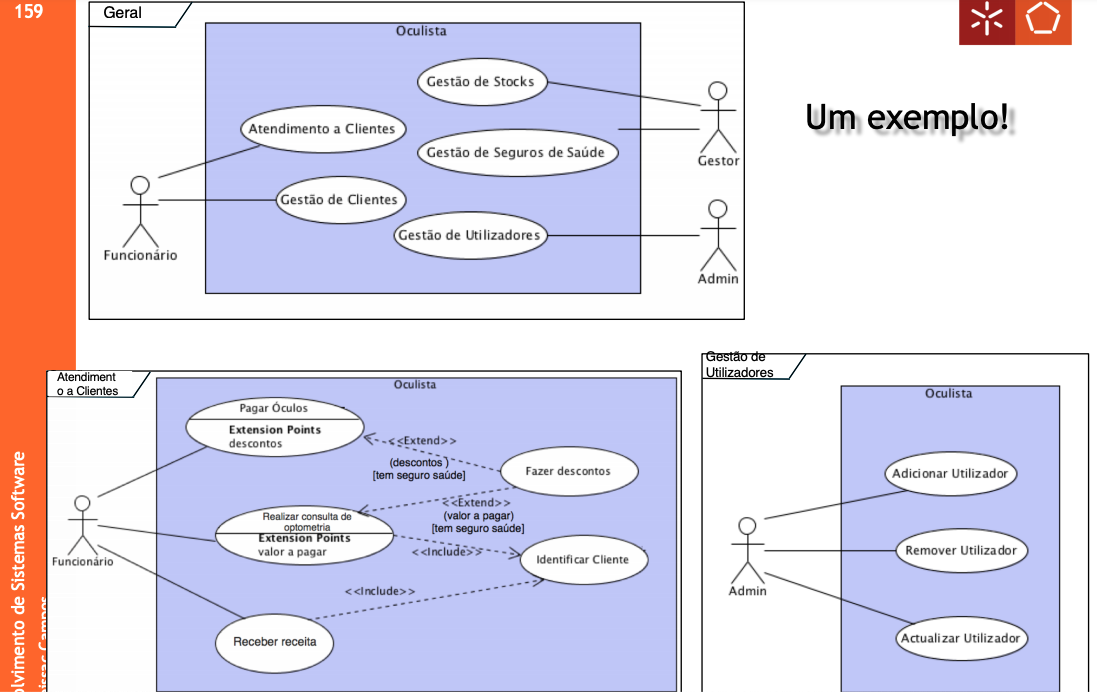 159
Geral
Oculista
Gestão de Stocks
Atendimento a Clientes
Gestão de Seguros de Saúde
Gestor
Gestão de Clientes
Gestão de Utilizadores
Funcionário
Admin
Um exemplo!
Atendiment
o a Clientes
Oculista
Pagar Óculos
Extension Points
descontos
<<Extend>>
(descontos )
[tem seguro saúde]
Fazer descontos
<<Extend>>
(valor a pagar)
[tem seguro saúde]
Realizar consulta de
optometria
Extension Points
valor a pagar
<<Include>>
Identificar Cliente
Funcionário
<<Include>>
Receber receita
Gestão de
Utilizadores
Oculista
Adicionar Utilizador
Remover Utilizador
Admin
Actualizar Utilizador
de Sistemas Software